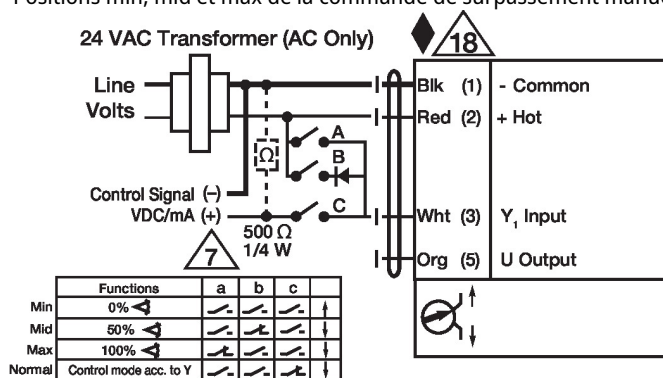 Positions min, mid et max de la commande de surpassement
24 VAC Transformer (AC Only)
18
Line
Volts
Blk (1) - Common
Red (2) + Hot
A
B
C
Ω
Control Signal (–)
VDC/mA (+)
500 Ω
1/4 W
7
Wht (3) Y1 Input
Org (5) U Output
Functions a b c
Min 0%
Mid 50%
Max 100%
Normal Control mode acc. to Y